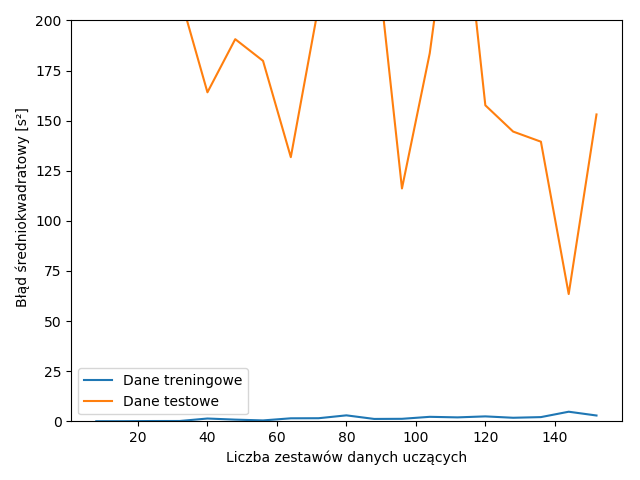 200
175
150
125
100
75
50
25
0
Błąd średniokwadratowy [s²]
Dane treningowe
Dane testowe
20 40 60 80 100 120 140
Liczba zestawów danych uczących